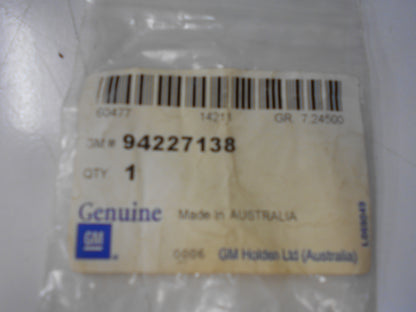 60477 14211 GR. 7.24500
GM # 94227138
QTY 1
Genuine Made in AUSTRALIA
GM
0006 GM Holden Ltd (Australia)
L069049